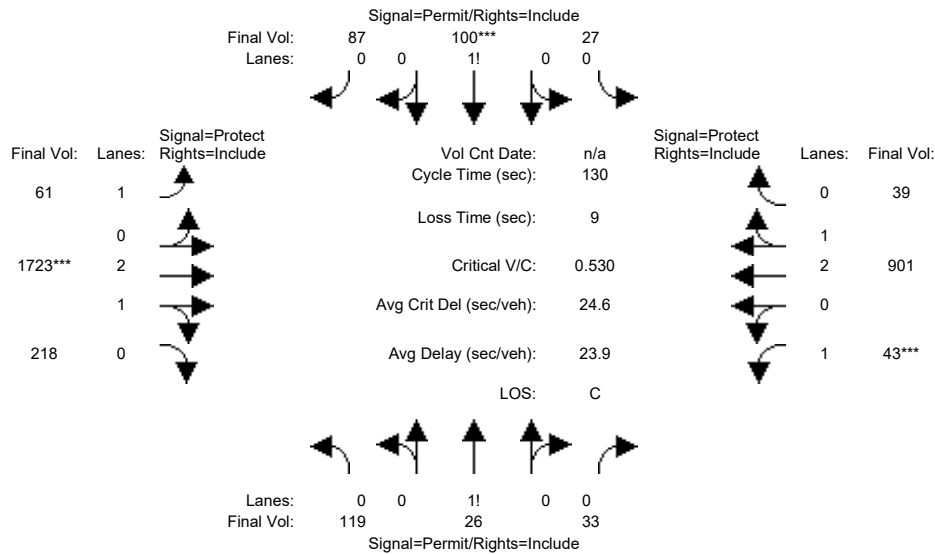 Signal=Permit/Rights=Include
Final Vol: 87 100*** 27
Lanes: 0 0 1! 0 0
Signal=Protect Signal=Protect
Final Vol: Lanes: Rights=Include Vol Cnt Date: n/a Rights=Include Lanes: Final Vol:
Cycle Time (sec): 130
61 1 0 39
Loss Time (sec): 9
0 1
1723*** 2 Critical V/C: 0.530 2 901
1 Avg Crit Del (sec/veh): 24.6 0
218 0 Avg Delay (sec/veh): 23.9 1 43***
LOS: C
Lanes: 0 0 1! 0 0
Final Vol: 119 26 33
Signal=Permit/Rights=Include